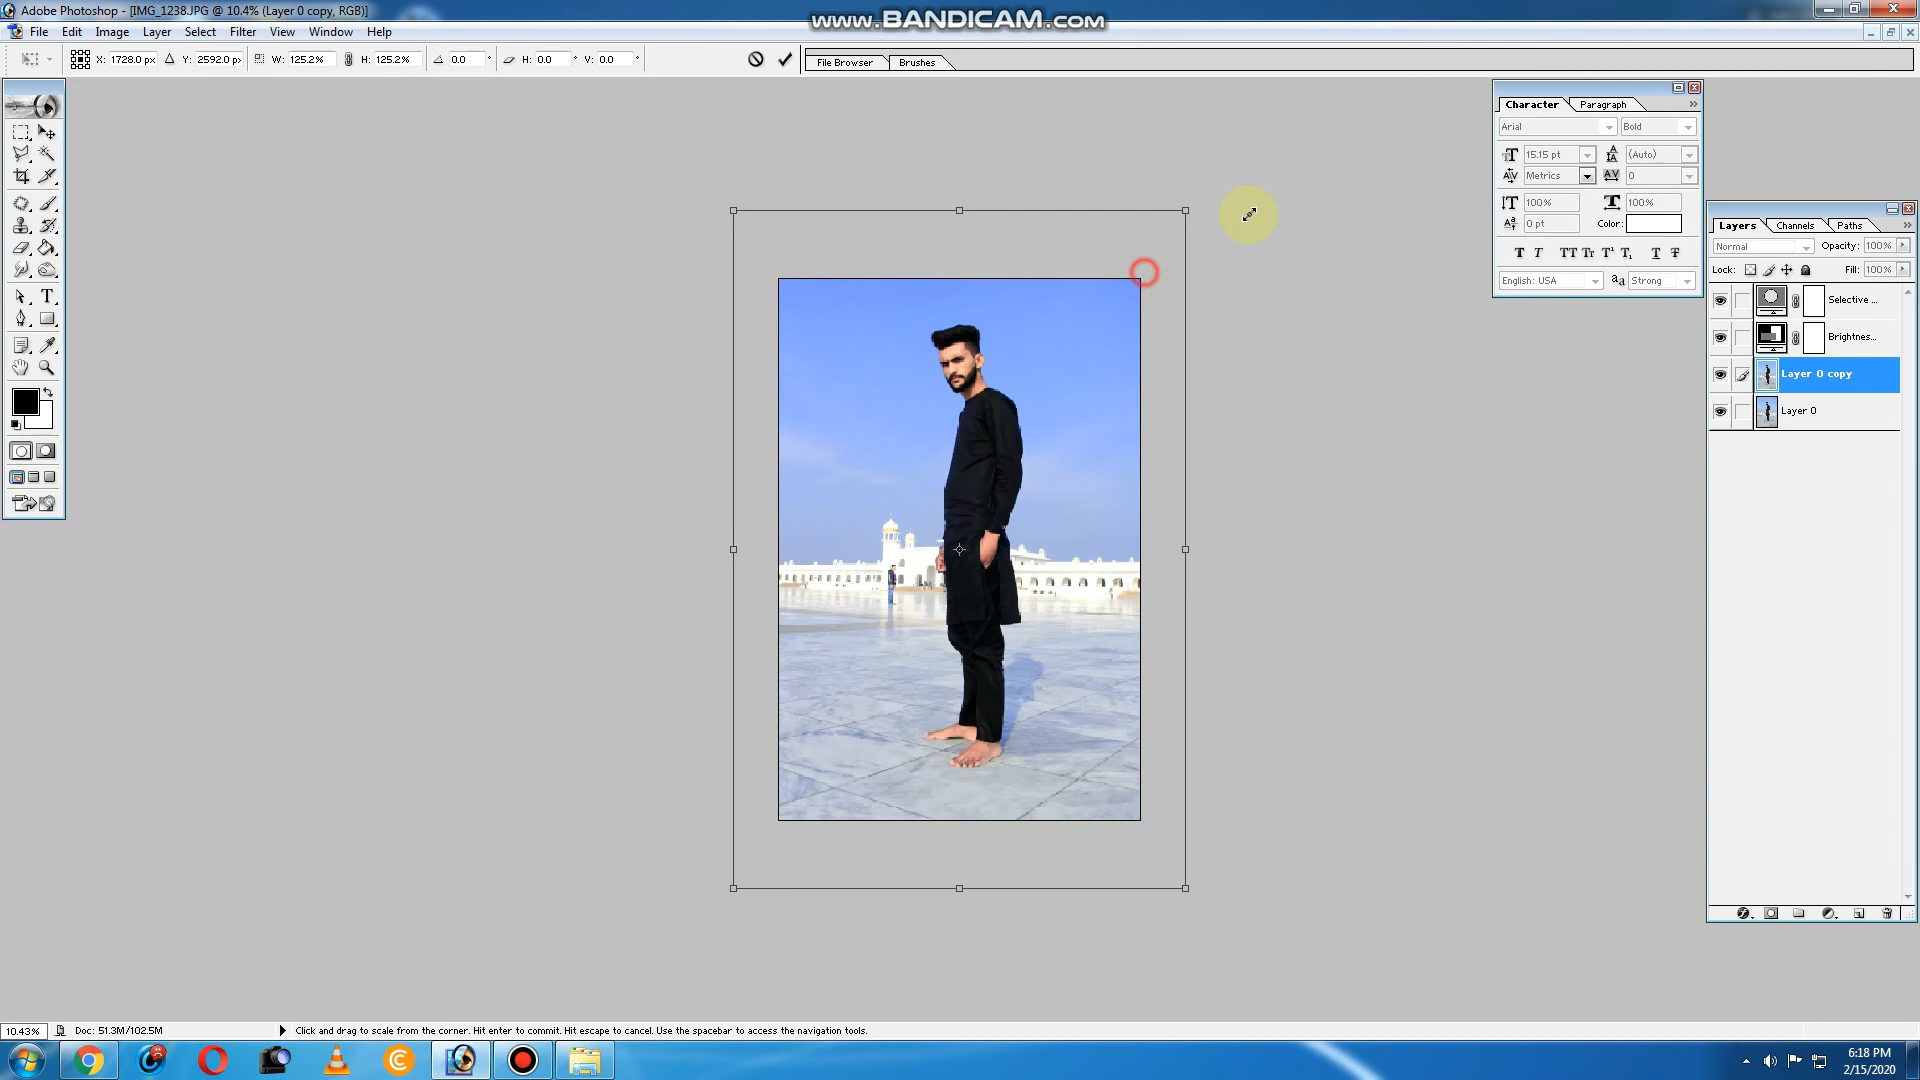 Adobe Photoshop - [IMG_1238.JPG @ 10.4% (Layer 0 copy, RGB)]
www.BANDICAM.com
File Edit Image Layer Select Filter View Window Help
X: 1728.0 px Y: 2592.0 px W: 125.2% H: 125.2% 0.0 ° H: 0.0 ° V: 0.0 ° File Browser Brushes
Character Paragraph
Arial Bold
15.15 pt (Auto)
Metrics 0
100% 100%
0 pt Color:
T T TT Tr T¹ T₁ T T
English: USA aa Strong
Layers Channels Paths
Normal Opacity: 100%
Lock: Fill: 100%
Selective ...
Brightnes...
Layer 0 copy
Layer 0
10.43% Doc: 51.3M/102.5M Click and drag to scale from the corner. Hit enter to commit. Hit escape to cancel. Use the spacebar to access the navigation tools.
6:18 PM
2/15/2020